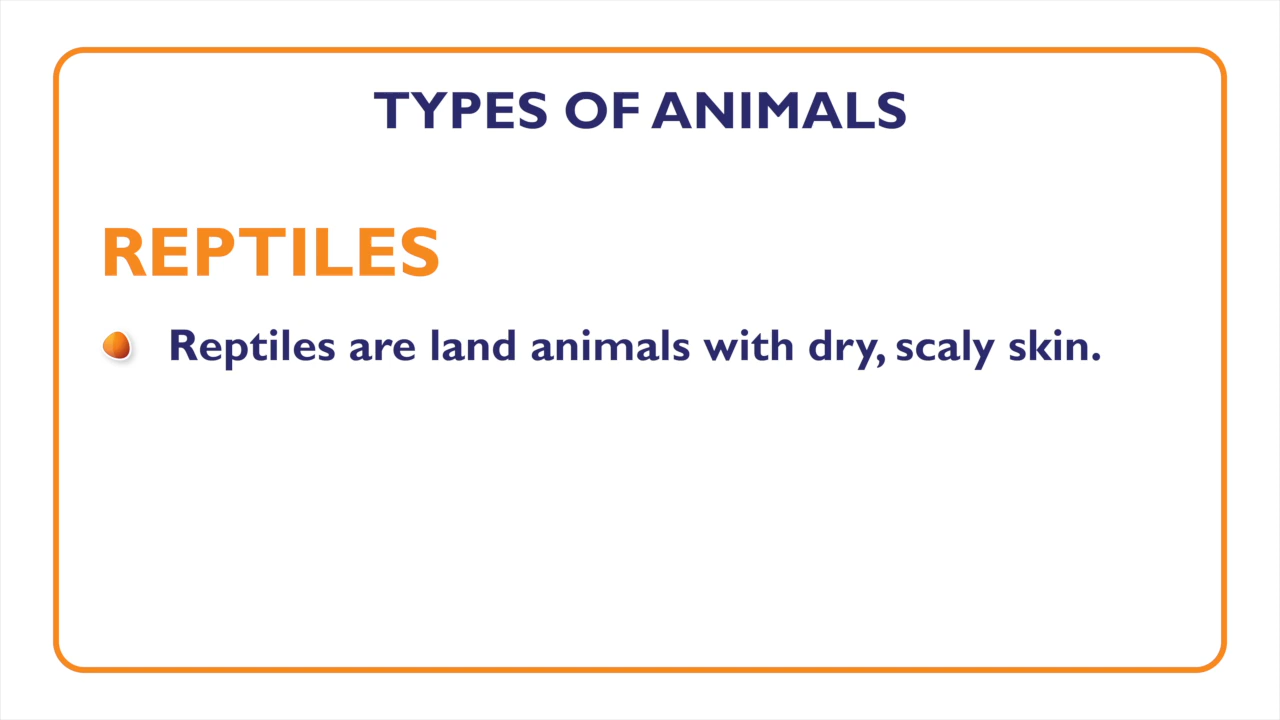 TYPES OF ANIMALS
REPTILES
Reptiles are land animals with dry, scaly skin.